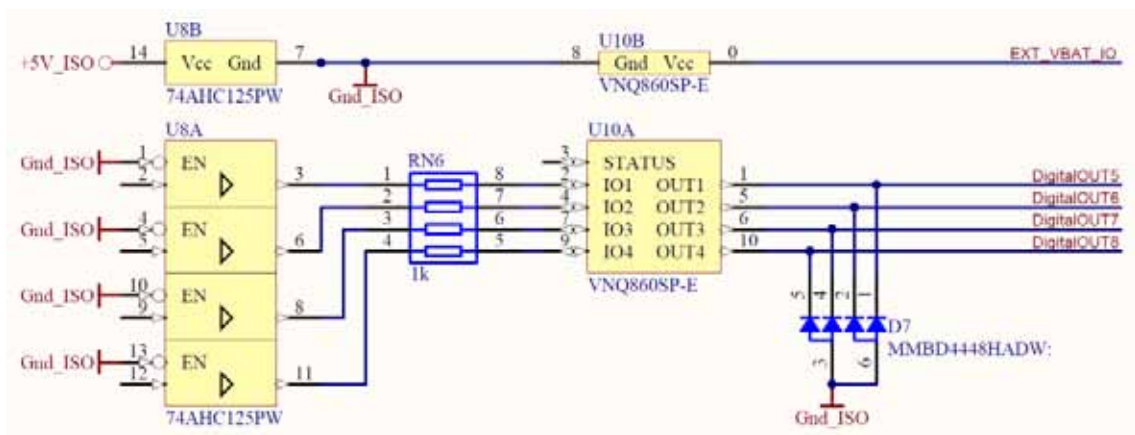 U8B
U10B
+5V_ISO 14 Vcc Gnd 7 8 Gnd Vcc 0 EXT_VBAT_IO
74AHC125PW Gnd_ISO VNQ860SP-E
U8A U10A
Gnd_ISO 1 EN RN6 3 STATUS
2 3 1 8 2 IO1 OUT1 1 DigitalOUT5
2 7 4 IO2 OUT2 5 DigitalOUT6
Gnd_ISO 4 EN 3 6 7 IO3 OUT3 6 DigitalOUT7
5 6 4 5 9 IO4 OUT4 10 DigitalOUT8
1k VNQ860SP-E
Gnd_ISO 10 EN 5 4 2 1
9 8 D7
MMBD4448HADW:
Gnd_ISO 13 EN 3 6
12 11
74AHC125PW Gnd_ISO